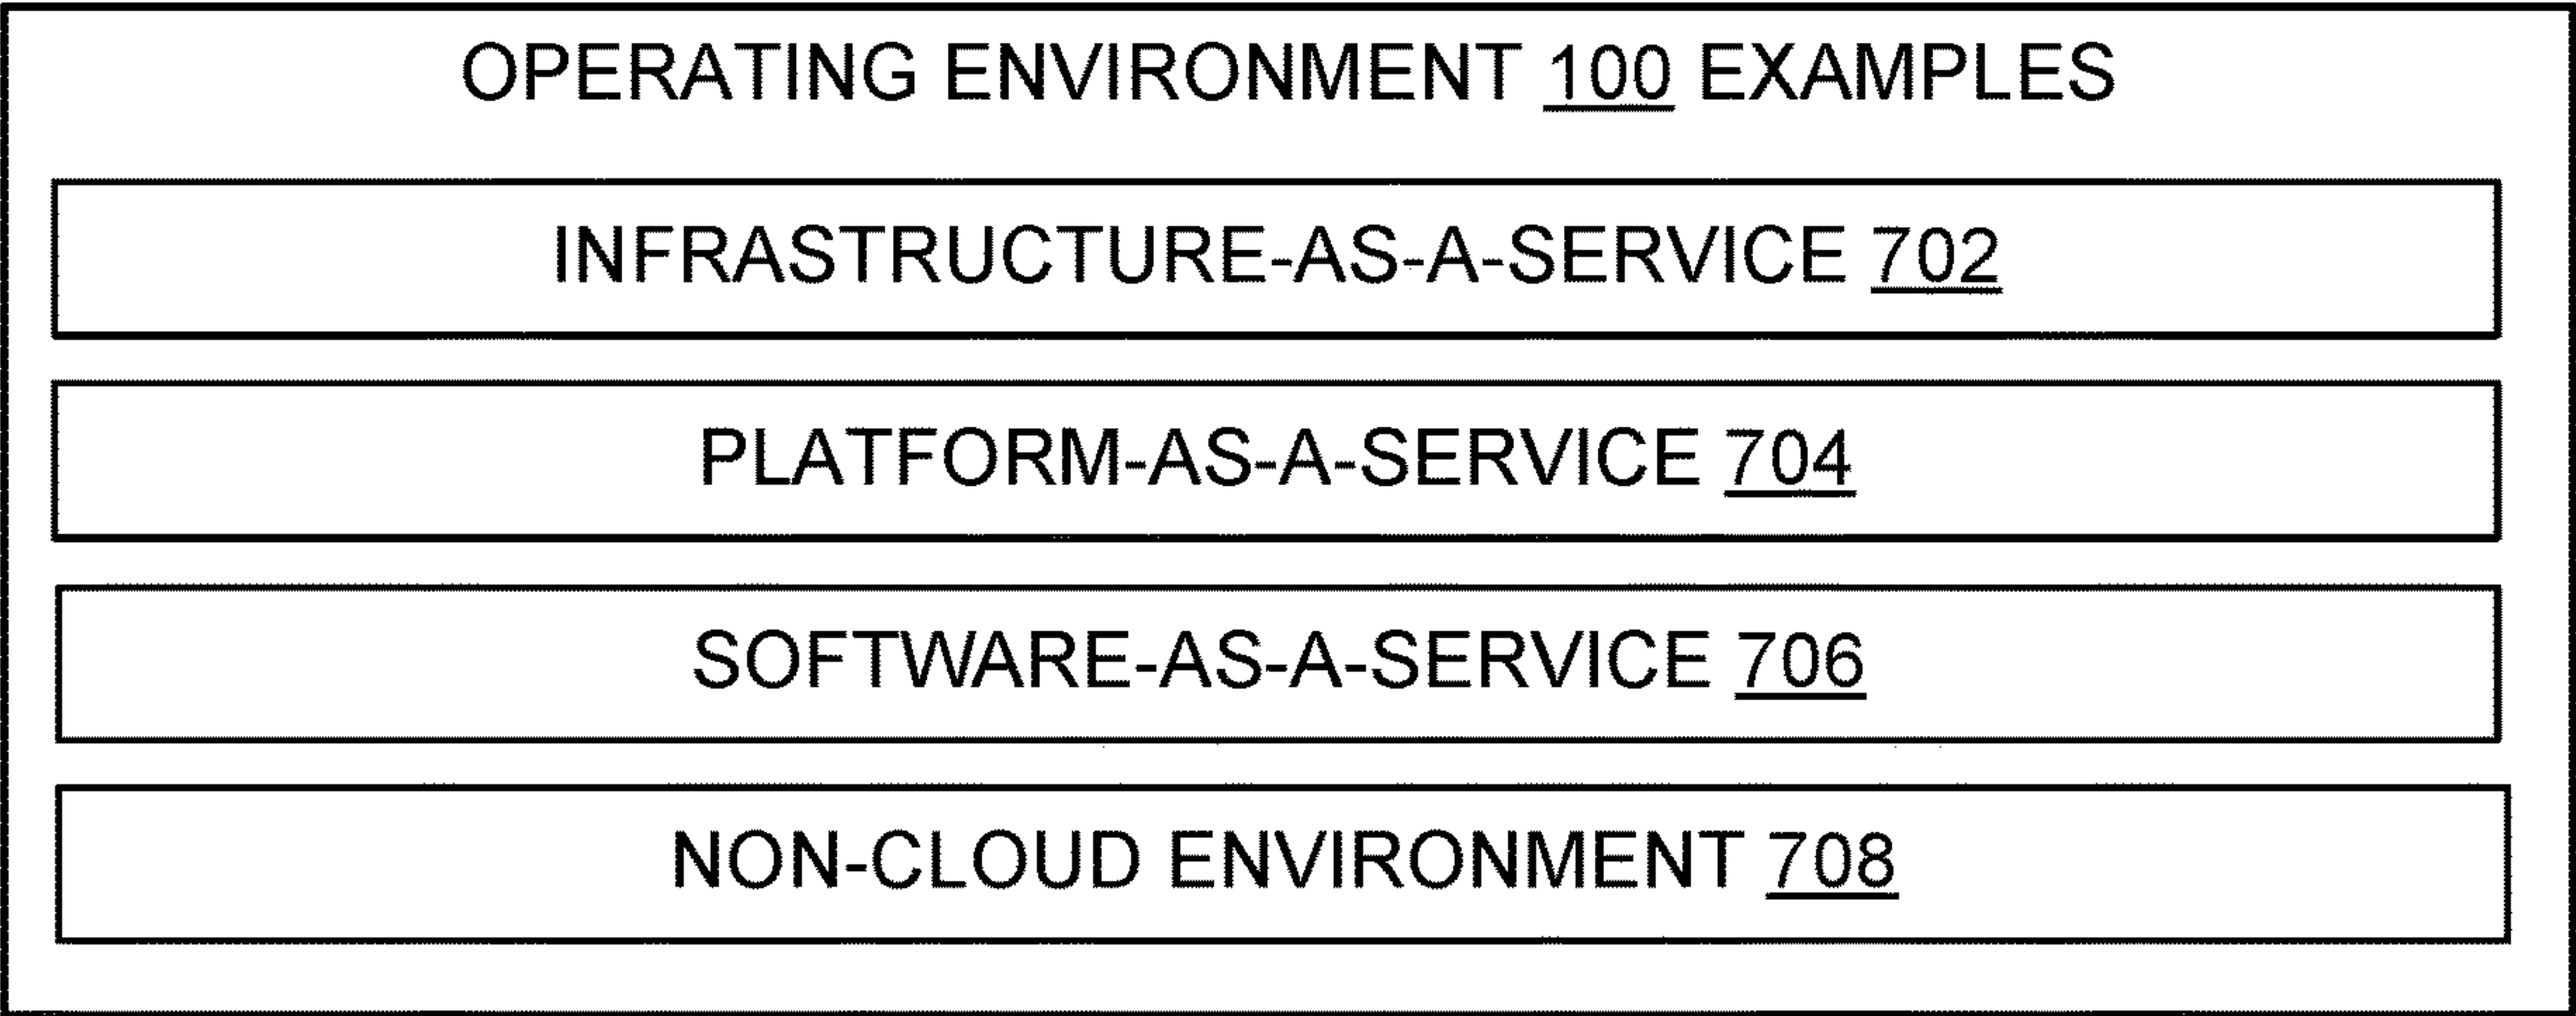 OPERATING ENVIRONMENT 100 EXAMPLES
INFRASTRUCTURE-AS-A-SERVICE 702
PLATFORM-AS-A-SERVICE 704
SOFTWARE-AS-A-SERVICE 706
NON-CLOUD ENVIRONMENT 708